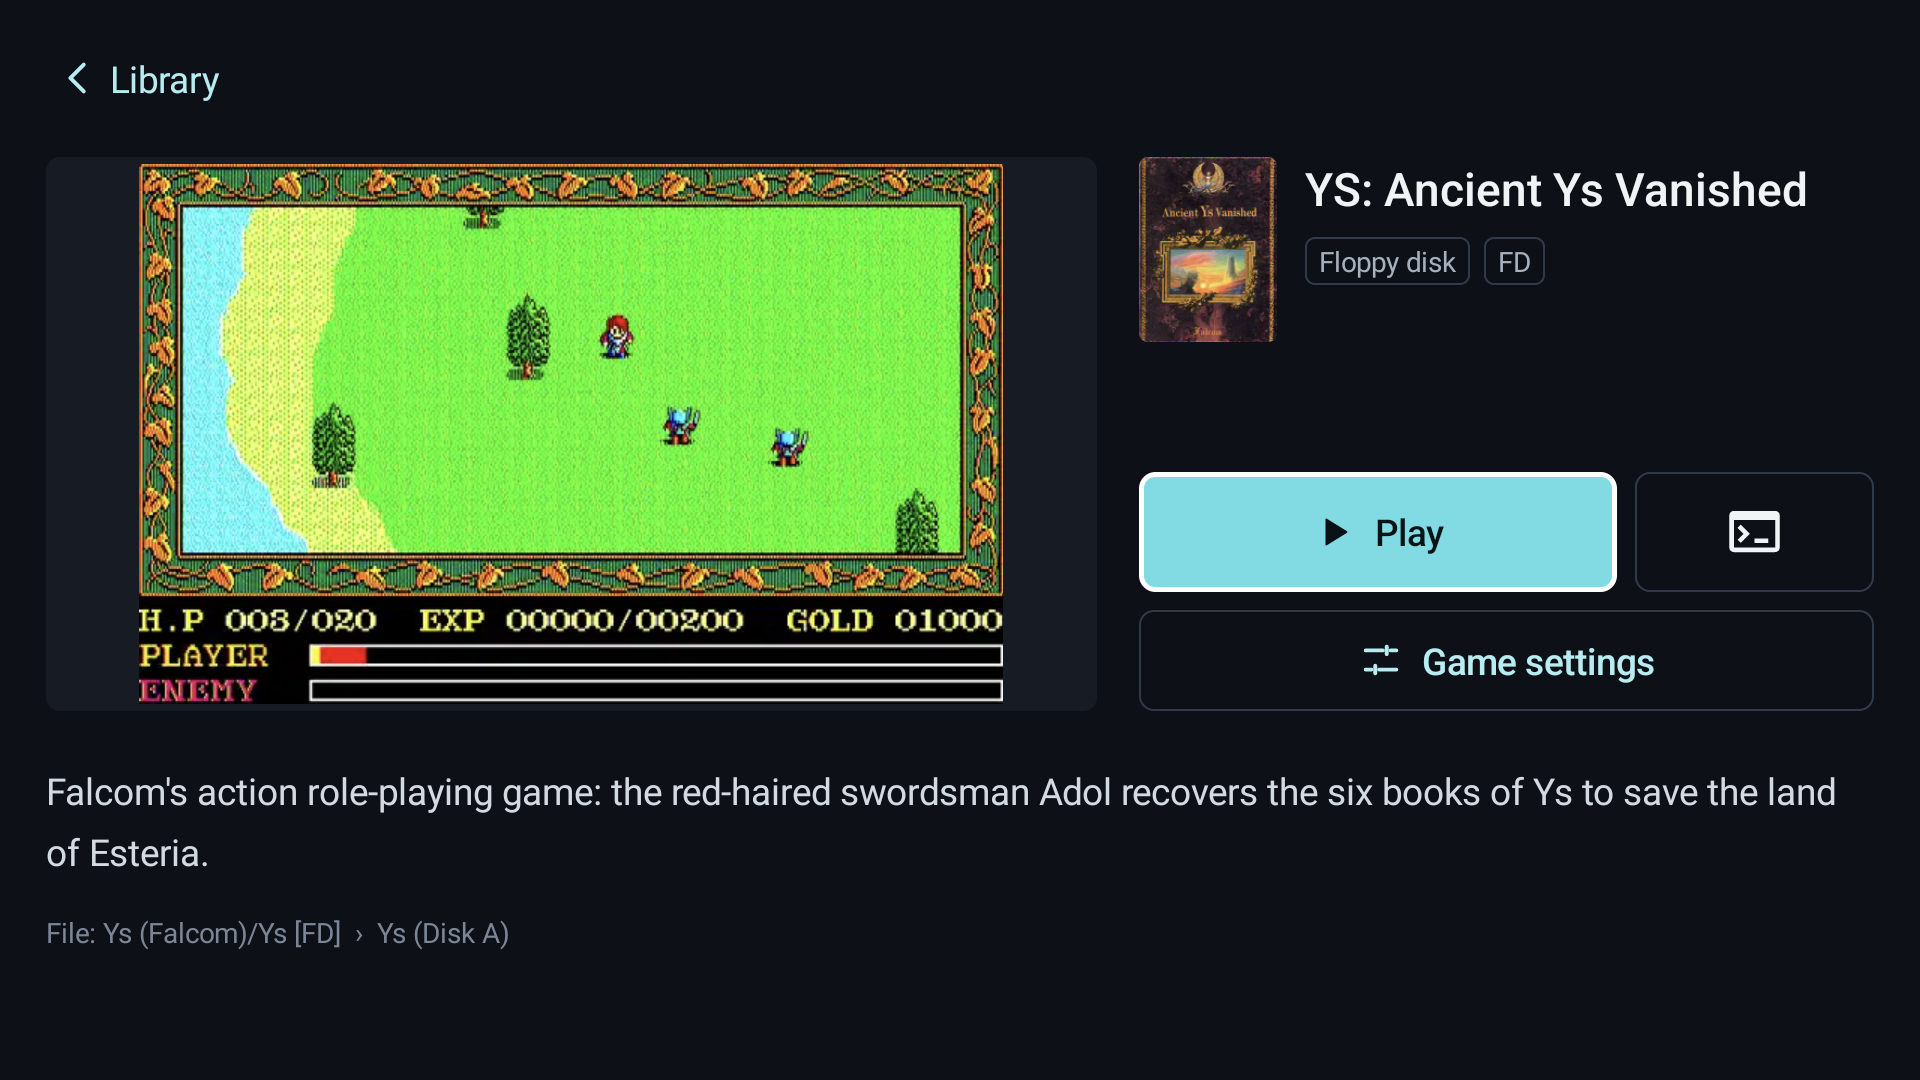 Library
H.P 003/020 EXP 00000/00200 GOLD 01000
PLAYER
ENEMY
Ancient Ys Vanished
Falcom
YS: Ancient Ys Vanished
Floppy disk
FD
Play
Game settings
Falcom's action role-playing game: the red-haired swordsman Adol recovers the six books of Ys to save the land
of Esteria.
File: Ys (Falcom)/Ys [FD] › Ys (Disk A)